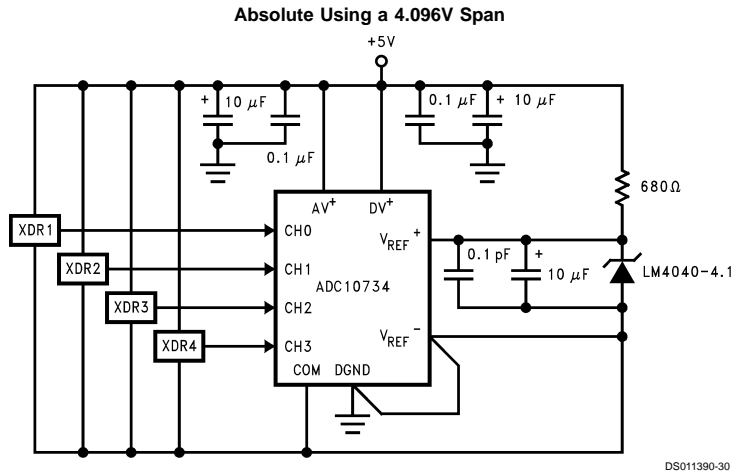 Absolute Using a 4.096V Span
+5V
+ 10 μF
0.1 μF
0.1 μF
+ 10 μF
680Ω
AV+
DV+
XDR1
CH0
VREF+
0.1 pF
+
10 μF
LM4040-4.1
XDR2
CH1
ADC10734
XDR3
CH2
XDR4
CH3
VREF−
COM DGND
DS011390-30